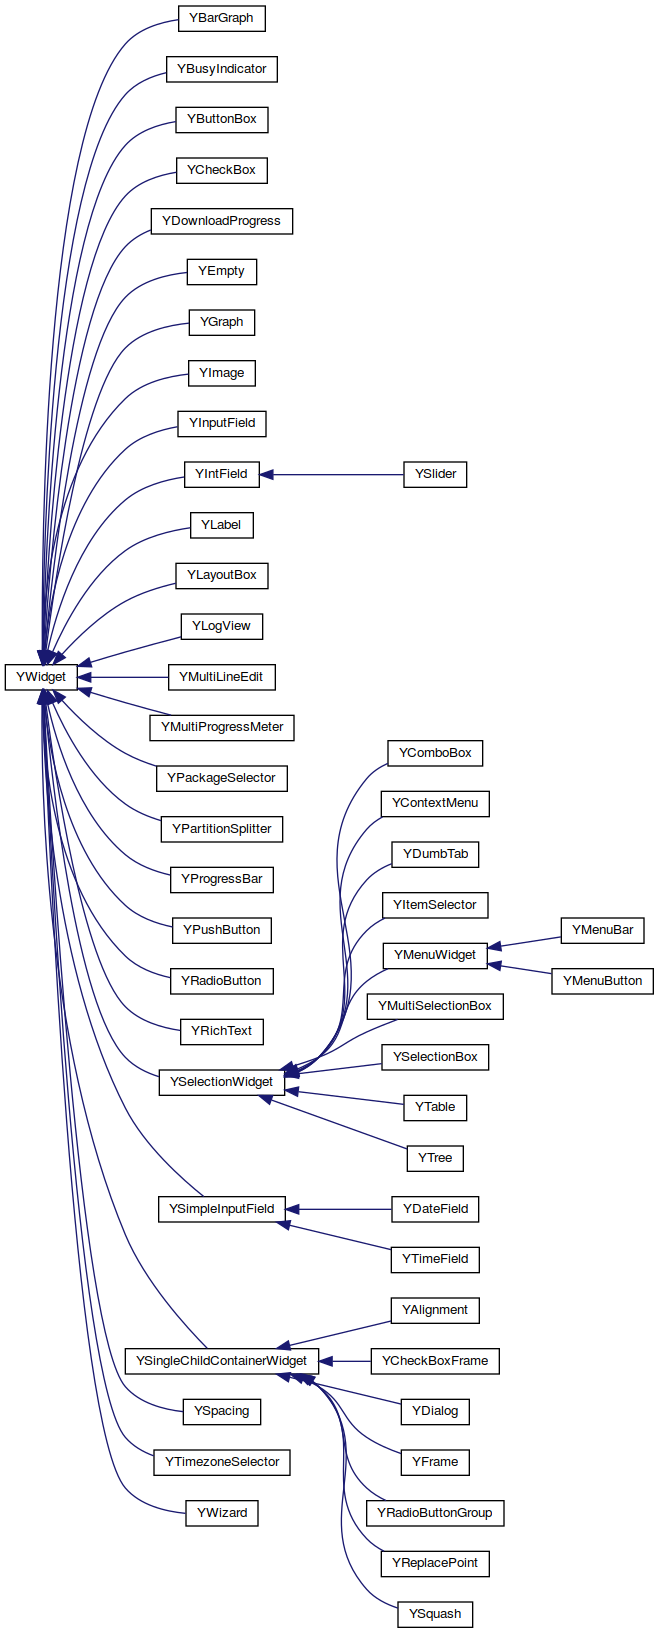 YBarGraph
YBusyIndicator
YButtonBox
YCheckBox
YDownloadProgress
YEmpty
YGraph
YImage
YInputField
YIntField
YSlider
YLabel
YLayoutBox
YLogView
YWidget
YMultiLineEdit
YMultiProgressMeter
YComboBox
YPackageSelector
YContextMenu
YPartitionSplitter
YDumbTab
YProgressBar
YItemSelector
YPushButton
YMenuBar
YMenuWidget
YRadioButton
YMenuButton
YMultiSelectionBox
YRichText
YSelectionBox
YSelectionWidget
YTable
YTree
YSimpleInputField
YDateField
YTimeField
YAlignment
YSingleChildContainerWidget
YCheckBoxFrame
YSpacing
YDialog
YTimezoneSelector
YFrame
YWizard
YRadioButtonGroup
YReplacePoint
YSquash